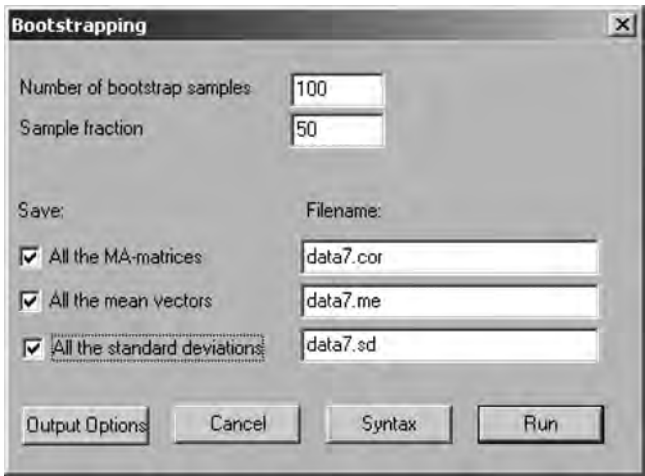 Bootstrapping
Number of bootstrap samples 100
Sample fraction 50
Save: Filename:
All the MA-matrices data7.cor
All the mean vectors data7.me
All the standard deviations data7.sd
Output Options Cancel Syntax Run